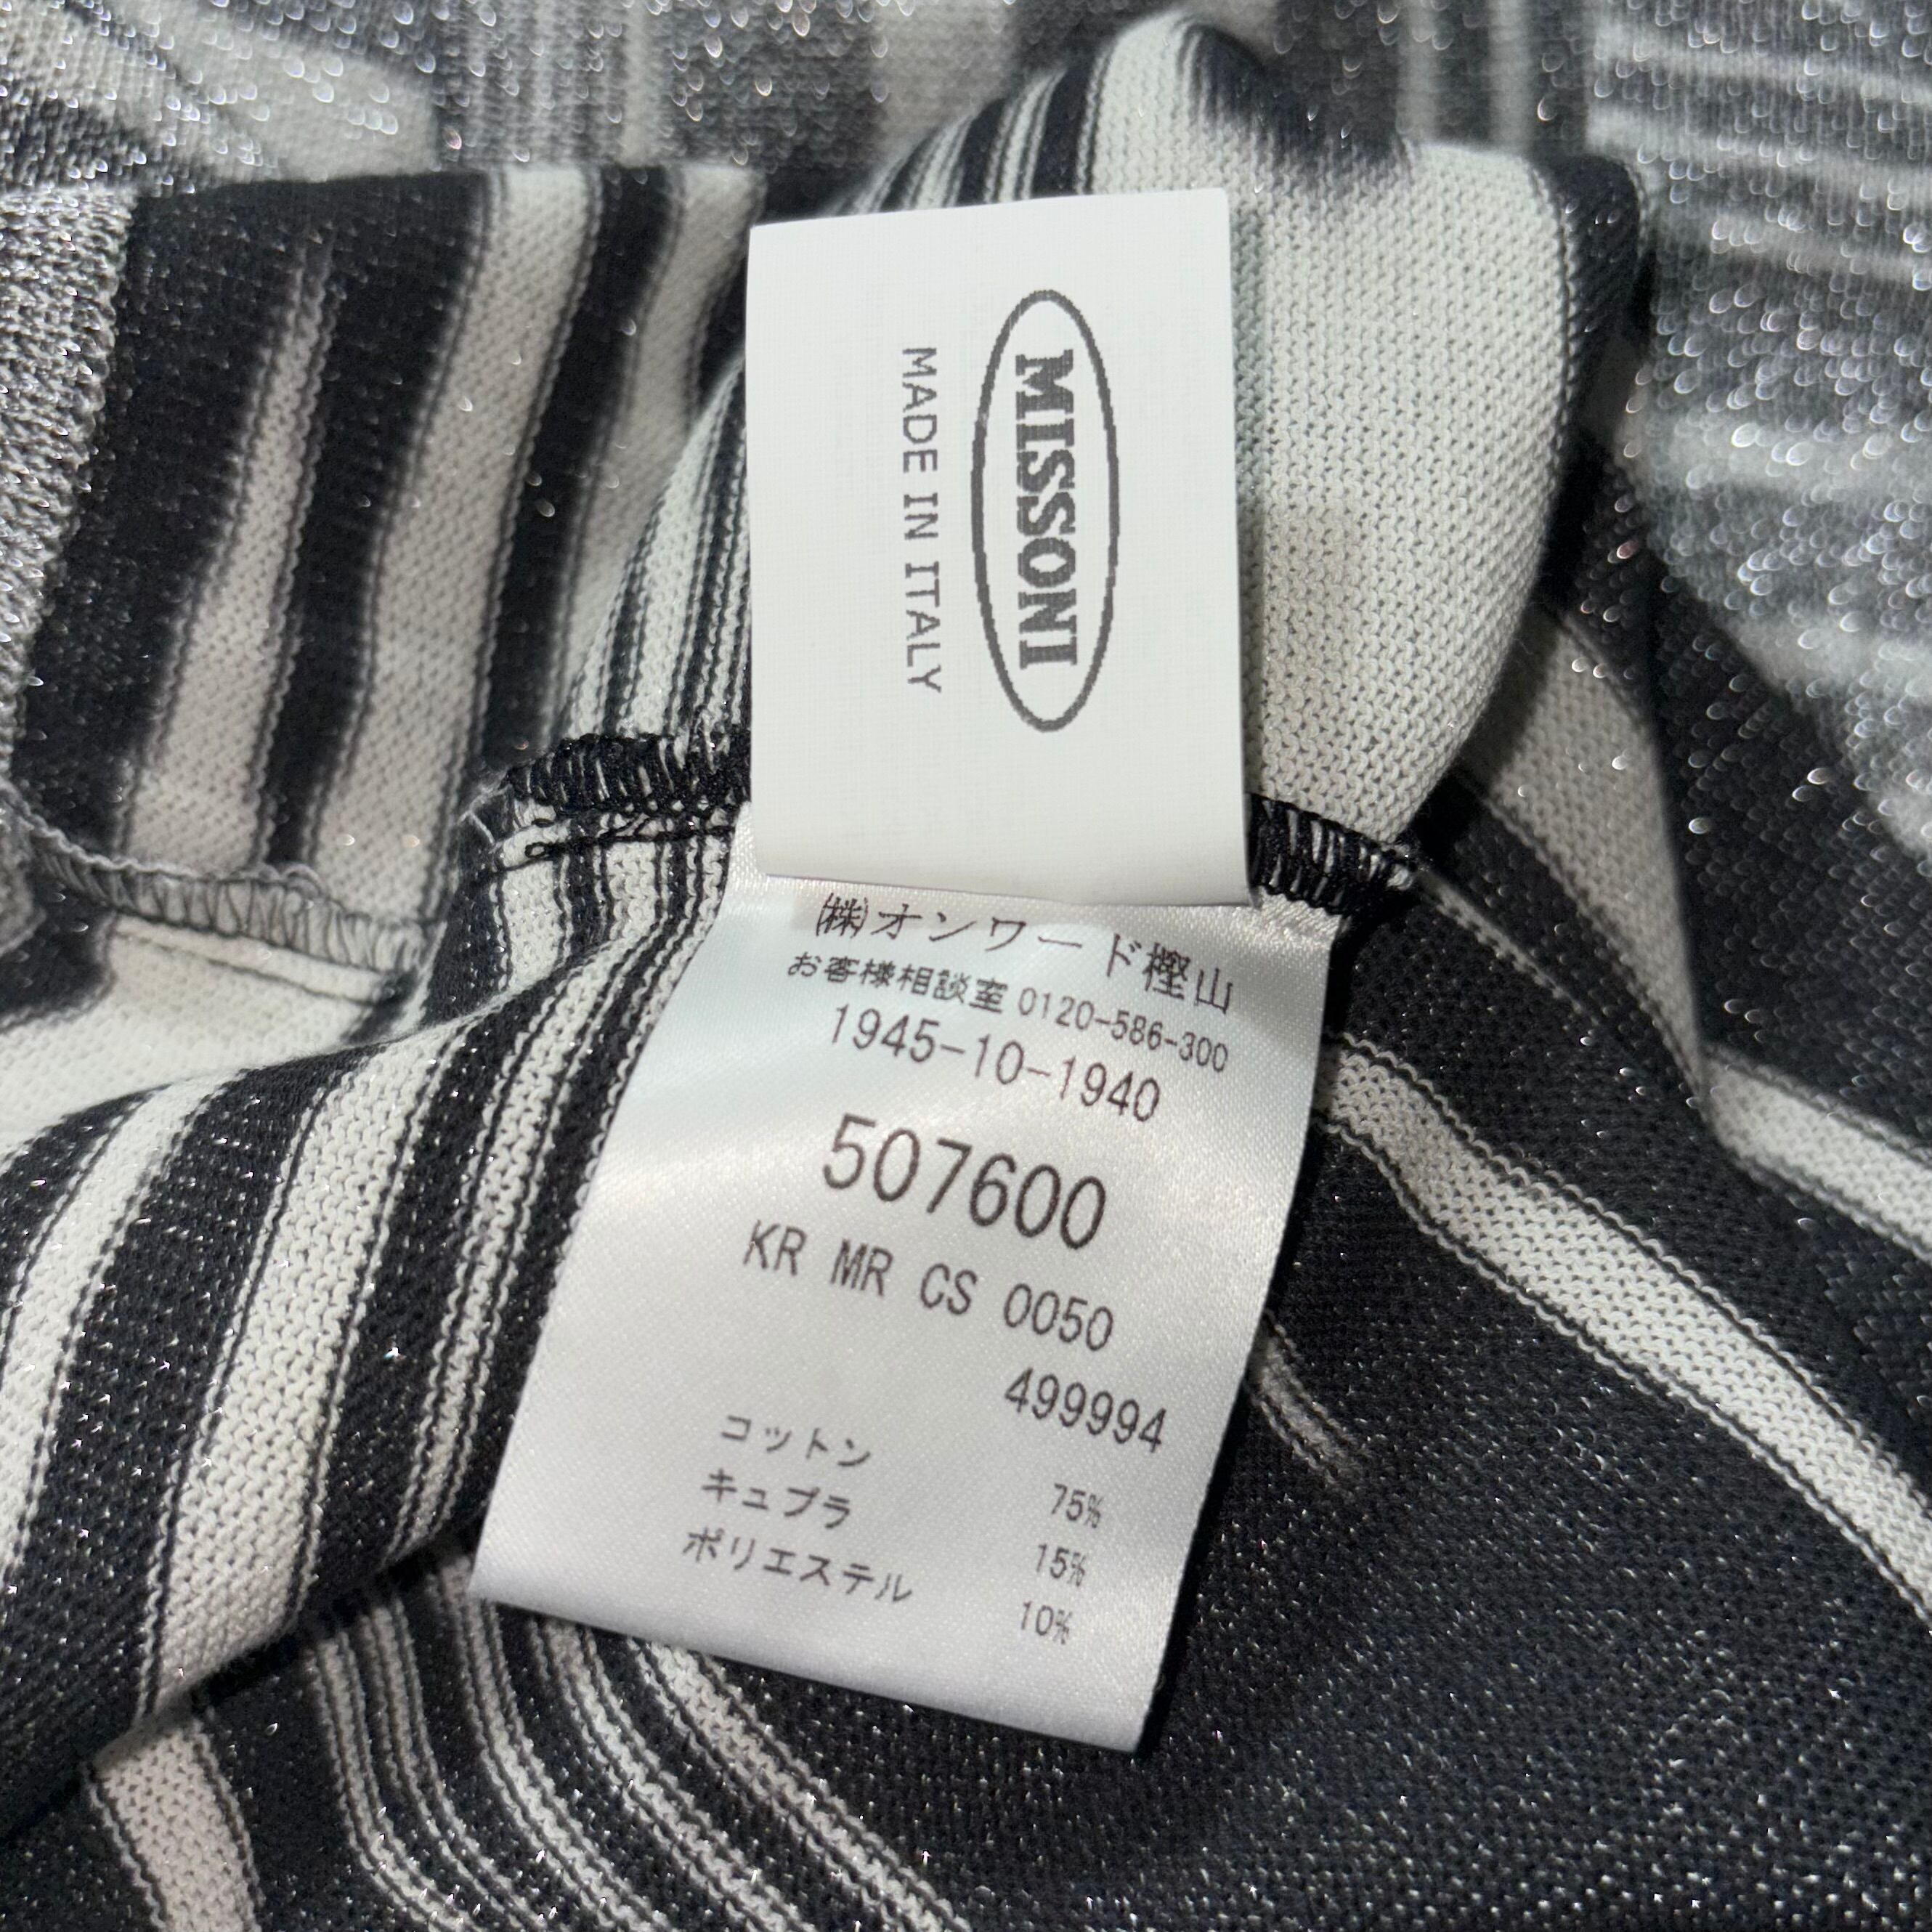 MISSONI
MADE IN ITALY
㈱オンワード樫山
お客様相談室 0120-586-300
1945-10-1940
507600
KR MR CS 0050
499994
コットン 75%
キュプラ 15%
ポリエステル 10%